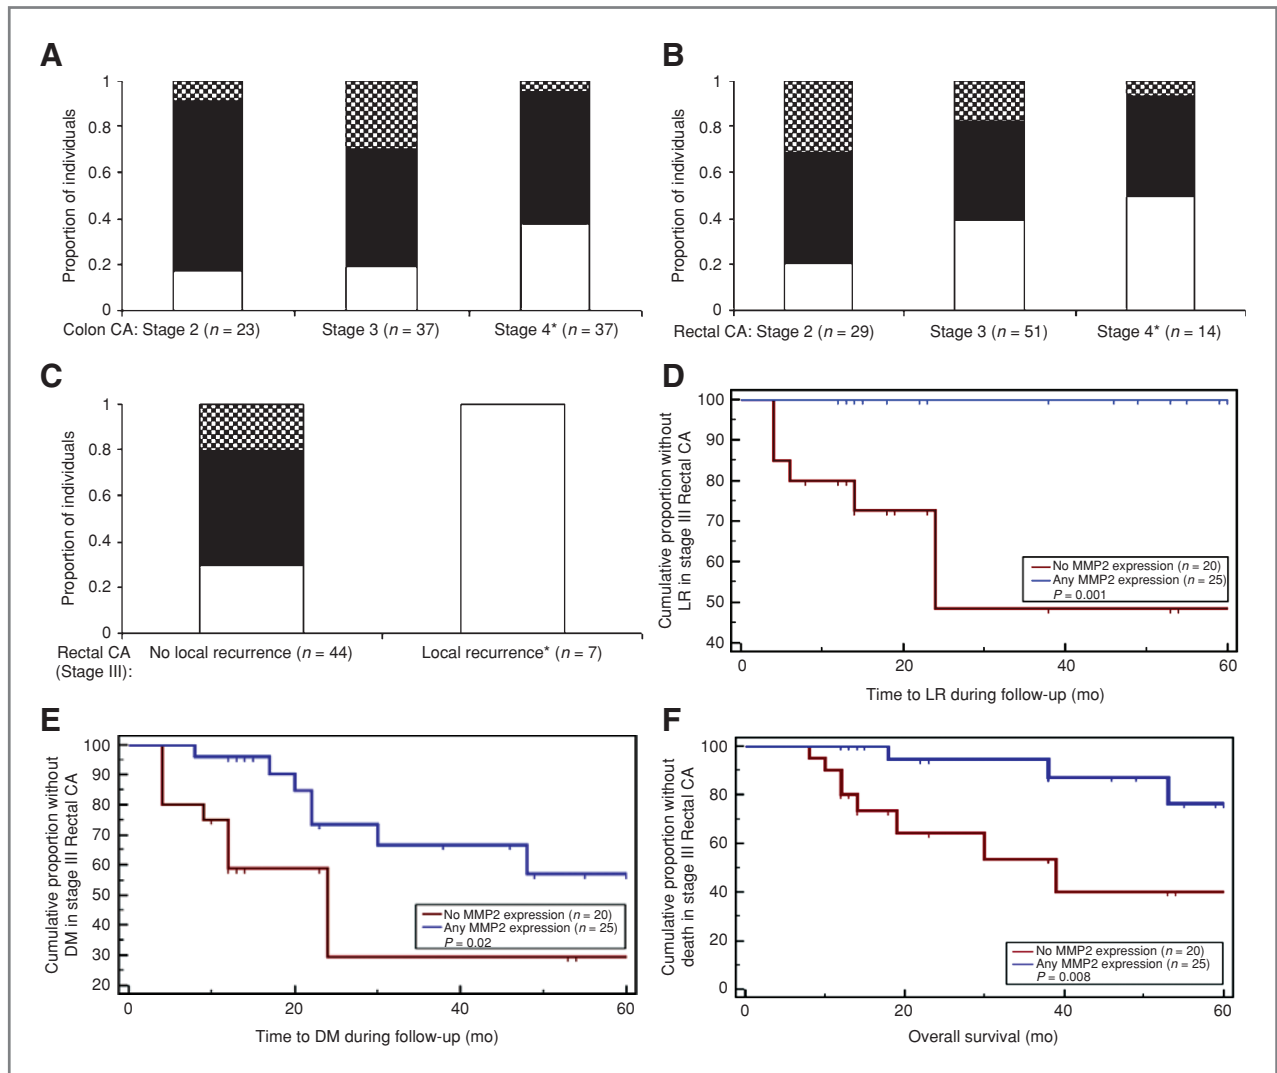 A
Proportion of individuals
1
0.8
0.6
0.4
0.2
0
Colon CA: Stage 2 (n = 23)
Stage 3 (n = 37)
Stage 4* (n = 37)
B
Proportion of individuals
1
0.8
0.6
0.4
0.2
0
Rectal CA: Stage 2 (n = 29)
Stage 3 (n = 51)
Stage 4* (n = 14)
C
Proportion of individuals
1
0.8
0.6
0.4
0.2
0
Rectal CA
(Stage III):
No local recurrence (n = 44)
Local recurrence* (n = 7)
D
Cumulative proportion without
LR in stage III Rectal CA
100
90
80
70
60
50
40
No MMP2 expression (n = 20)
Any MMP2 expression (n = 25)
P = 0.001
0
20
40
60
Time to LR during follow-up (mo)
E
Cumulative proportion without
DM in stage III Rectal CA
100
90
80
70
60
50
40
30
20
No MMP2 expression (n = 20)
Any MMP2 expression (n = 25)
P = 0.02
0
20
40
60
Time to DM during follow-up (mo)
F
Cumulative proportion without
death in stage III Rectal CA
100
80
60
40
20
0
No MMP2 expression (n = 20)
Any MMP2 expression (n = 25)
P = 0.008
0
20
40
60
Overall survival (mo)